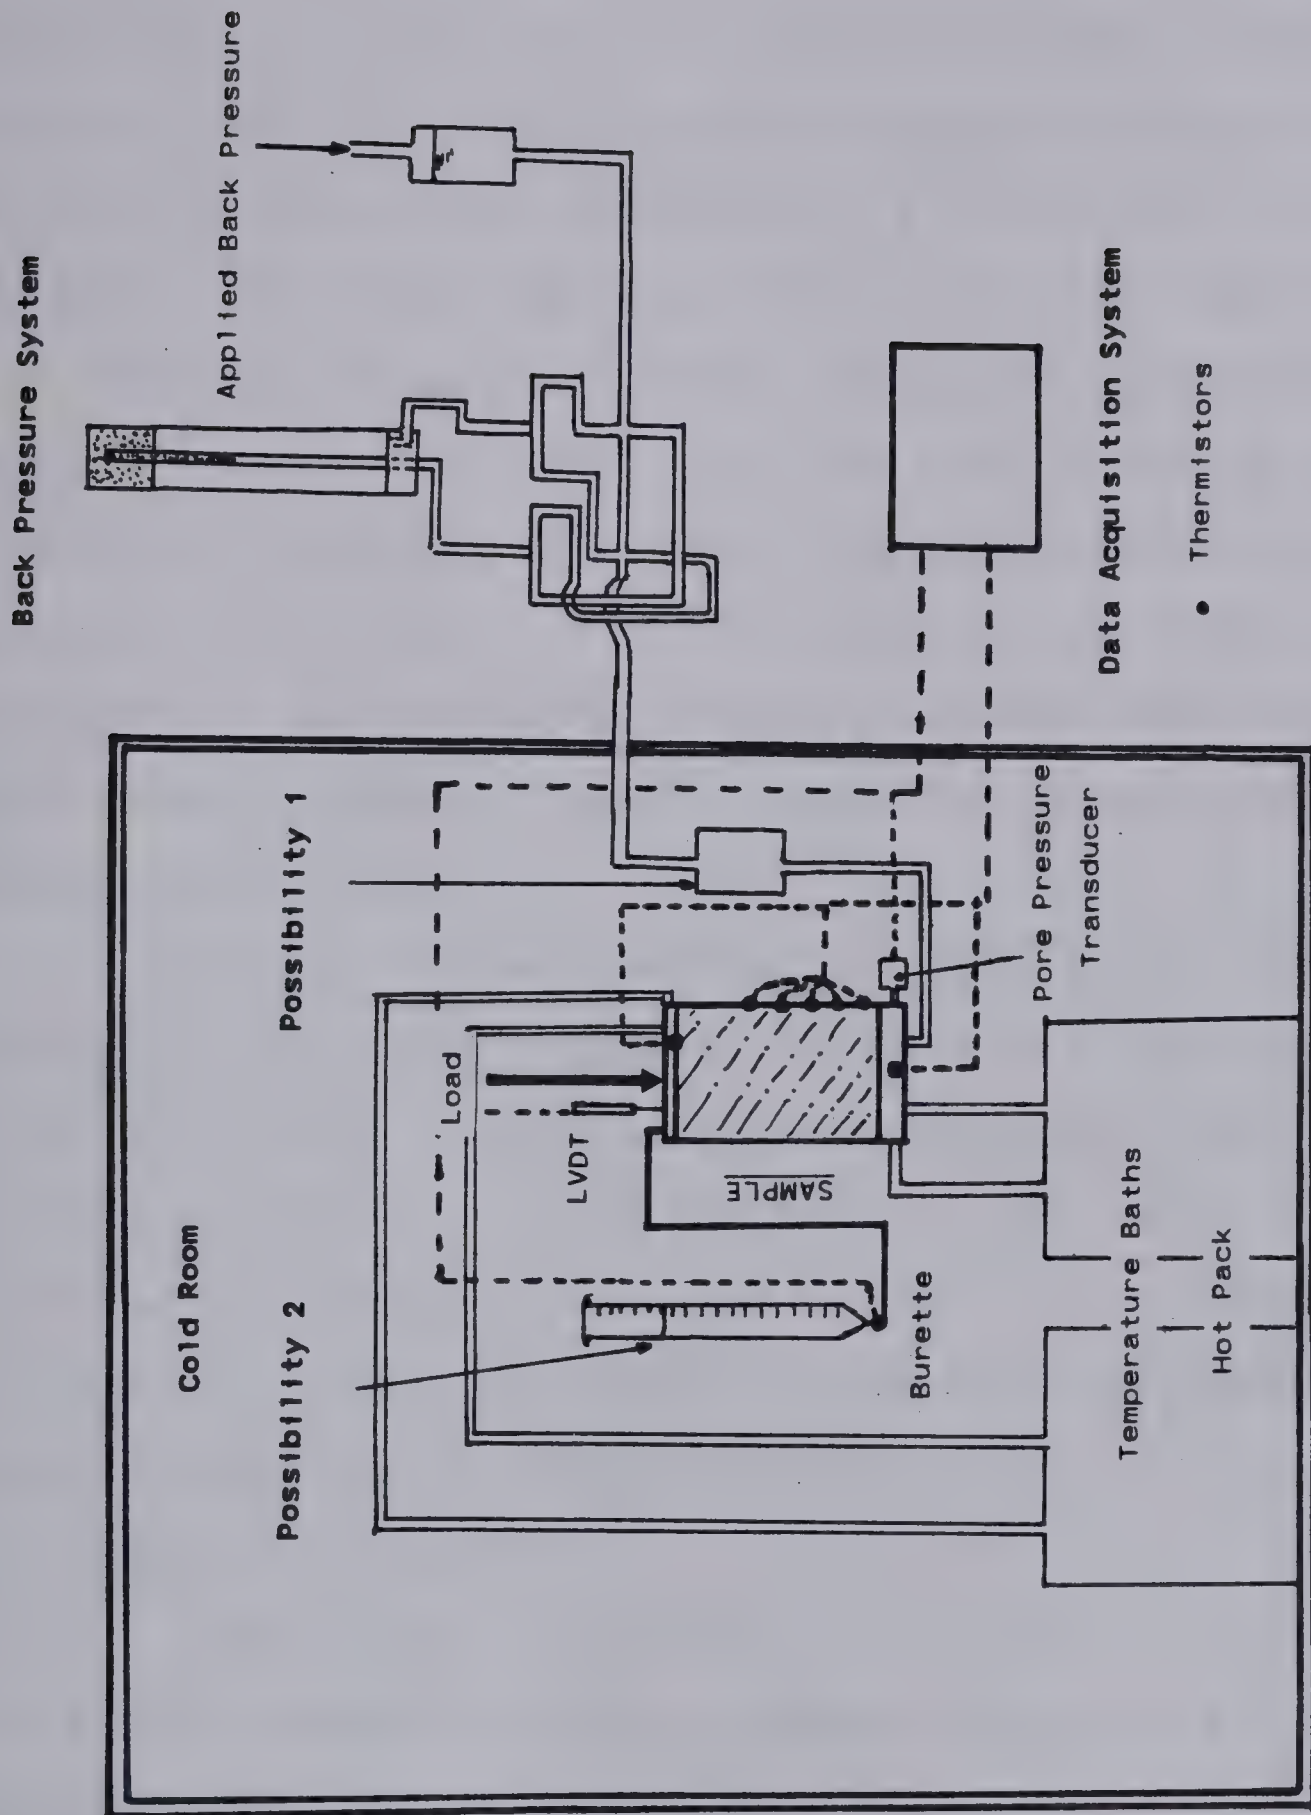 Back Pressure System
Applied Back Pressure
Cold Room
Possibility 2
Possibility 1
Load
LVDT
SAMPLE
Burette
Pore Pressure
Transducer
Temperature Baths
Hot Pack
Data Acquisition System
• Thermistors